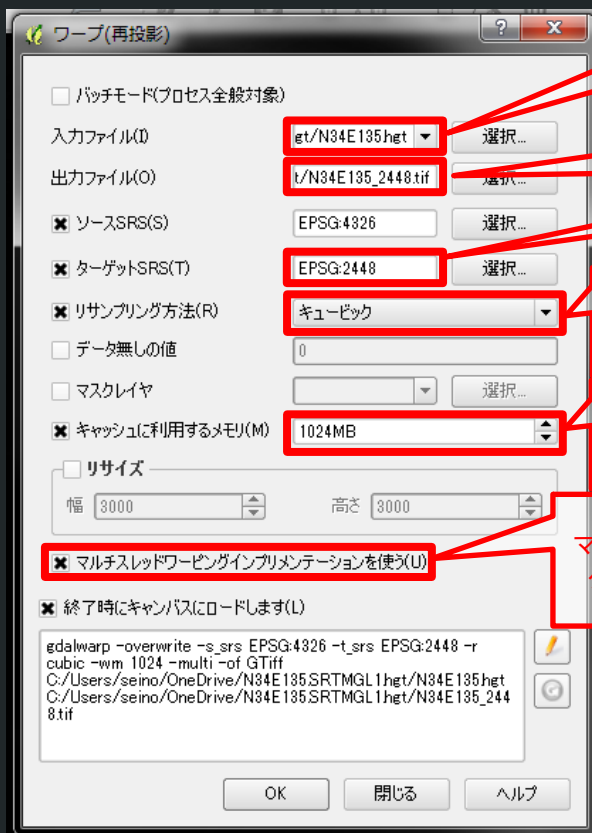 ワープ(再投影)
バッチモード(プロセス全般対象)
入力ファイル(I) gt/N34E135.hgt 選択...
出力ファイル(O) t/N34E135_2448.tif 選択...
ソースSRS(S) EPSG:4326 選択...
ターゲットSRS(T) EPSG:2448 選択...
リサンプリング方法(R) キュービック
データ無しの値 0
マスクレイヤ 選択...
キャッシュに利用するメモリ(M) 1024MB
リサイズ
幅 3000 高さ 3000
マルチスレッドワーピングインプリメンテーションを使う(U)
終了時にキャンバスにロードします(L)
gdalwarp -overwrite -s_srs EPSG:4326 -t_srs EPSG:2448 -r
cubic -wm 1024 -multi -of GTiff
C:/Users/seino/OneDrive/N34E135.SRTMGL1.hgt/N34E135.hgt
C:/Users/seino/OneDrive/N34E135.SRTMGL1.hgt/N34E135_244
8.tif
OK 閉じる ヘルプ